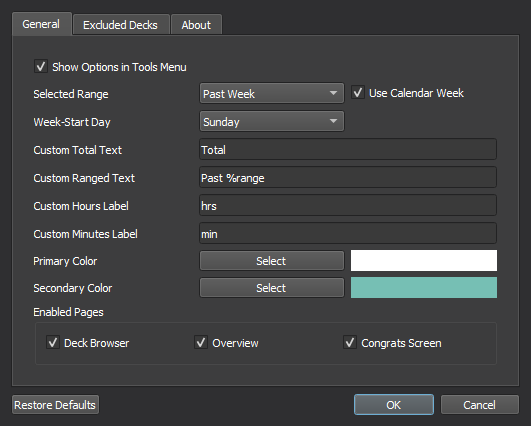 General Excluded Decks About
Show Options in Tools Menu
Selected Range Past Week Use Calendar Week
Week-Start Day Sunday
Custom Total Text Total
Custom Ranged Text Past %range
Custom Hours Label hrs
Custom Minutes Label min
Primary Color Select
Secondary Color Select
Enabled Pages
Deck Browser Overview Congrats Screen
Restore Defaults OK Cancel